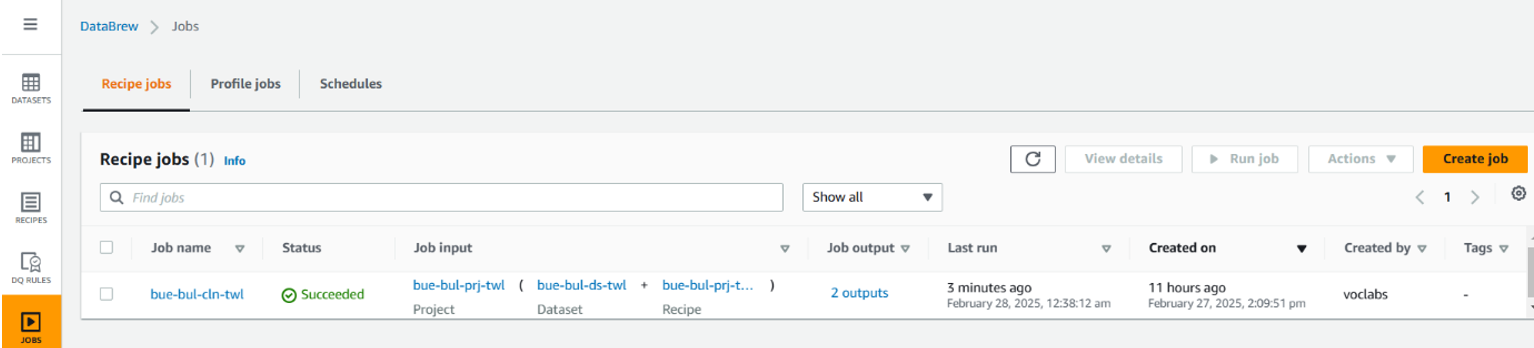 DataBrew > Jobs
DATASETS
PROJECTS
RECIPES
DQ RULES
JOBS
Recipe jobs Profile jobs Schedules
Recipe jobs (1) Info
View details Run job Actions Create job
Find jobs Show all 1
Job name Status Job input Job output Last run Created on Created by Tags
bue-bul-cln-twl Succeeded bue-bul-prj-twl ( bue-bul-ds-twl + bue-bul-prj-t... ) 2 outputs 3 minutes ago 11 hours ago voclabs -
Project Dataset Recipe February 28, 2025, 12:38:12 am February 27, 2025, 2:09:51 pm